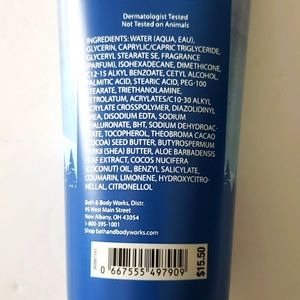 Dermatologist Tested
Not Tested on Animals
INGREDIENTS: WATER (AQUA, EAU),
GLYCERIN, CAPRYLIC/CAPRIC TRIGLYCERIDE,
GLYCERYL STEARATE SE, FRAGRANCE
(PARFUM), ISOHEXADECANE, DIMETHICONE,
C12-15 ALKYL BENZOATE, CETYL ALCOHOL,
PALMITIC ACID, STEARIC ACID, PEG-100
STEARATE, TRIETHANOLAMINE,
PETROLATUM, ACRYLATES/C10-30 ALKYL
ACRYLATE CROSSPOLYMER, DIAZOLIDINYL
UREA, DISODIUM EDTA, SODIUM
HYALURONATE, BHT, SODIUM DEHYDROAC-
ETATE, TOCOPHEROL, THEOBROMA CACAO
(COCOA) SEED BUTTER, BUTYROSPERMUM
PARKII (SHEA) BUTTER, ALOE BARBADENSIS
LEAF EXTRACT, COCOS NUCIFERA
(COCONUT) OIL, BENZYL SALICYLATE,
COUMARIN, LIMONENE, HYDROXYCITRO-
NELLAL, CITRONELLOL
Bath & Body Works, Distr.
95 West Main Street
New Albany, OH 43054
1-800-395-1001
Shop bathandbodyworks.com
0 667555 497909
$15.50